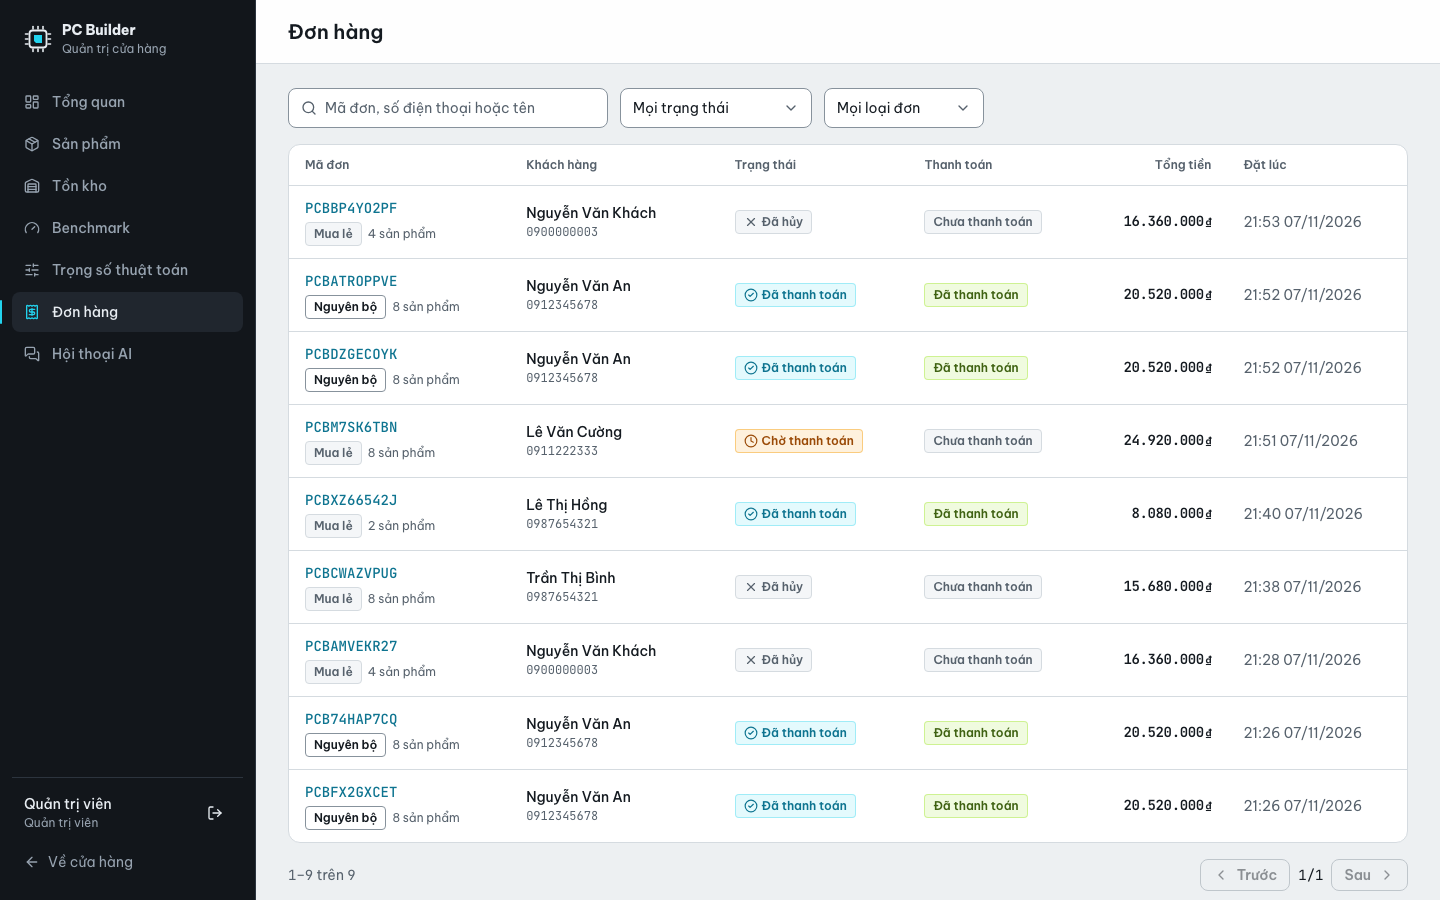 PC Builder
Quản trị cửa hàng
Tổng quan
Sản phẩm
Tồn kho
Benchmark
Trọng số thuật toán
Đơn hàng
Hội thoại AI
Quản trị viên
Quản trị viên
Về cửa hàng
Đơn hàng
Mã đơn, số điện thoại hoặc tên
Mọi trạng thái
Mọi loại đơn
Mã đơn Khách hàng Trạng thái Thanh toán Tổng tiền Đặt lúc
PCBBP4YO2PF
Mua lẻ 4 sản phẩm
Nguyễn Văn Khách
0900000003
Đã hủy
Chưa thanh toán
16.360.000₫
21:53 07/11/2026
PCBATROPPVE
Nguyên bộ 8 sản phẩm
Nguyễn Văn An
0912345678
Đã thanh toán
Đã thanh toán
20.520.000₫
21:52 07/11/2026
PCBDZGECOYK
Nguyên bộ 8 sản phẩm
Nguyễn Văn An
0912345678
Đã thanh toán
Đã thanh toán
20.520.000₫
21:52 07/11/2026
PCBM7SK6TBN
Mua lẻ 8 sản phẩm
Lê Văn Cường
0911222333
Chờ thanh toán
Chưa thanh toán
24.920.000₫
21:51 07/11/2026
PCBXZ66542J
Mua lẻ 2 sản phẩm
Lê Thị Hồng
0987654321
Đã thanh toán
Đã thanh toán
8.080.000₫
21:40 07/11/2026
PCBCWAZVPUG
Mua lẻ 8 sản phẩm
Trần Thị Bình
0987654321
Đã hủy
Chưa thanh toán
15.680.000₫
21:38 07/11/2026
PCBAMVEKR27
Mua lẻ 4 sản phẩm
Nguyễn Văn Khách
0900000003
Đã hủy
Chưa thanh toán
16.360.000₫
21:28 07/11/2026
PCB74HAP7CQ
Nguyên bộ 8 sản phẩm
Nguyễn Văn An
0912345678
Đã thanh toán
Đã thanh toán
20.520.000₫
21:26 07/11/2026
PCBFX2GXCET
Nguyên bộ 8 sản phẩm
Nguyễn Văn An
0912345678
Đã thanh toán
Đã thanh toán
20.520.000₫
21:26 07/11/2026
1–9 trên 9
Trước 1/1 Sau